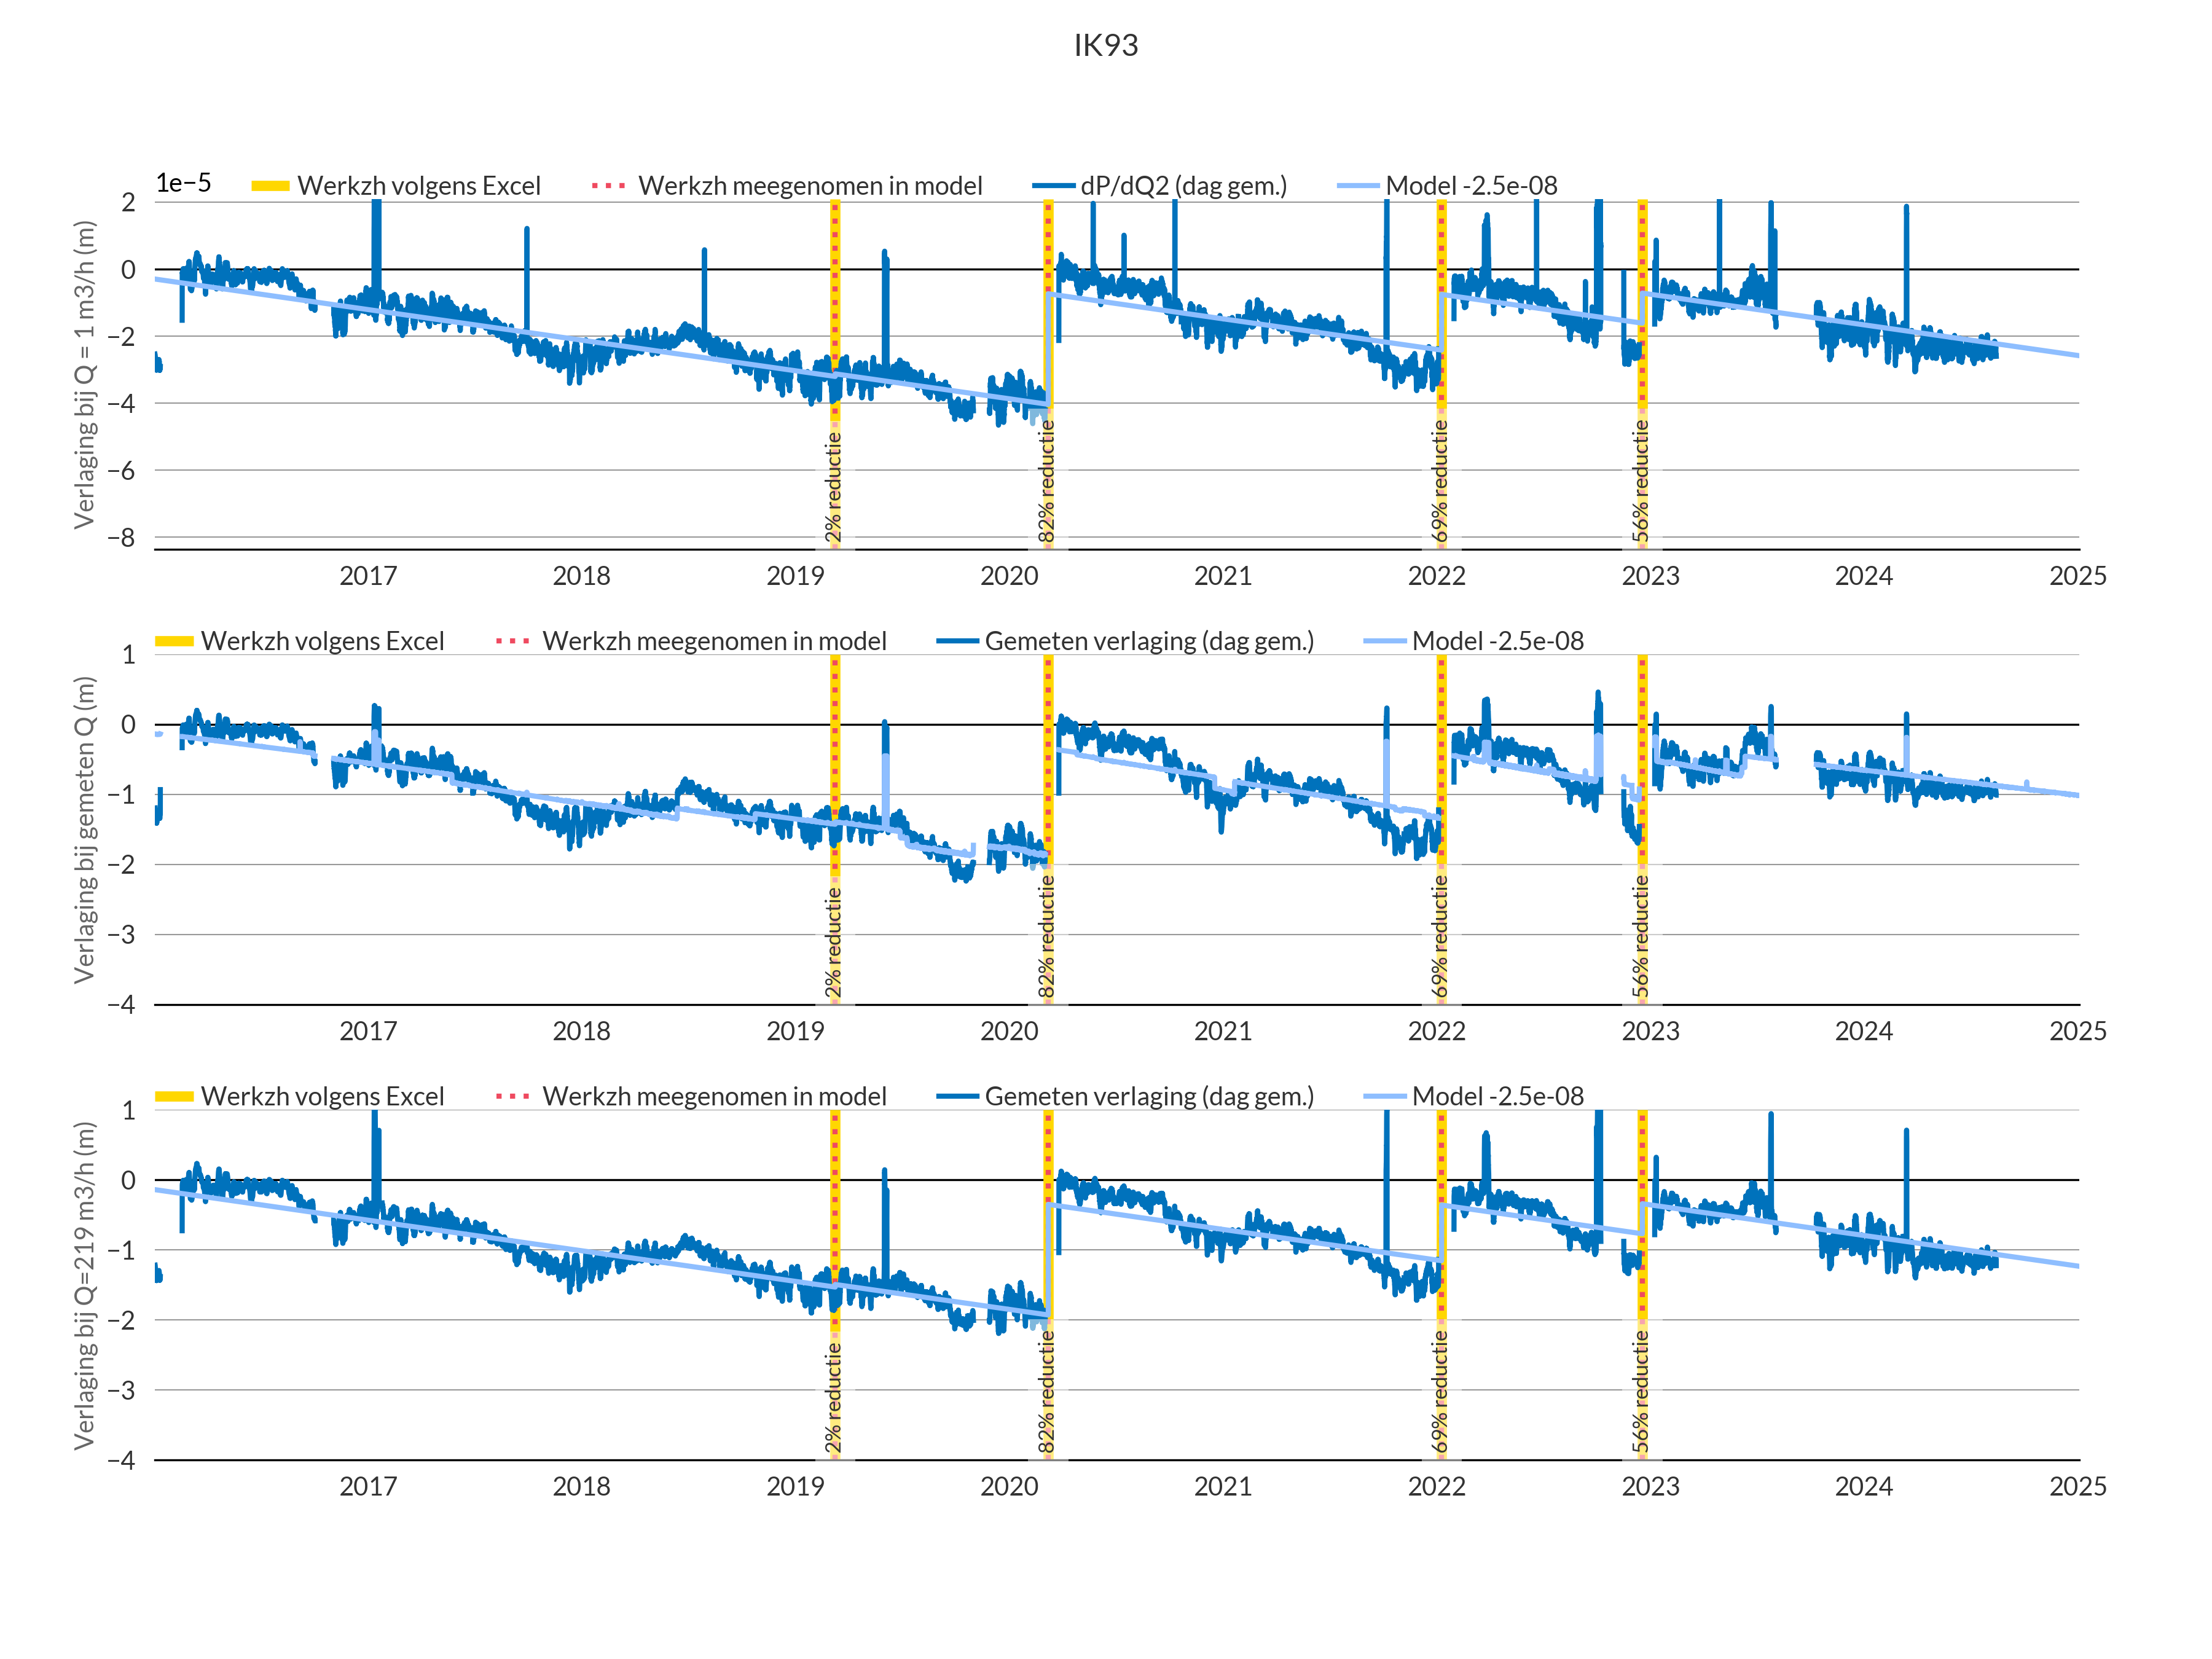 IK93
1e−5
Werkzh volgens Excel
Werkzh meegenomen in model
dP/dQ2 (dag gem.)
Model -2.5e-08
Verlaging bij Q = 1 m3/h (m)
2
0
−2
−4
−6
−8
2% reductie
82% reductie
69% reductie
56% reductie
2017 2018 2019 2020 2021 2022 2023 2024 2025
Werkzh volgens Excel
Werkzh meegenomen in model
Gemeten verlaging (dag gem.)
Model -2.5e-08
Verlaging bij gemeten Q (m)
1
0
−1
−2
−3
−4
2% reductie
82% reductie
69% reductie
56% reductie
2017 2018 2019 2020 2021 2022 2023 2024 2025
Werkzh volgens Excel
Werkzh meegenomen in model
Gemeten verlaging (dag gem.)
Model -2.5e-08
Verlaging bij Q=219 m3/h (m)
1
0
−1
−2
−3
−4
2% reductie
82% reductie
69% reductie
56% reductie
2017 2018 2019 2020 2021 2022 2023 2024 2025